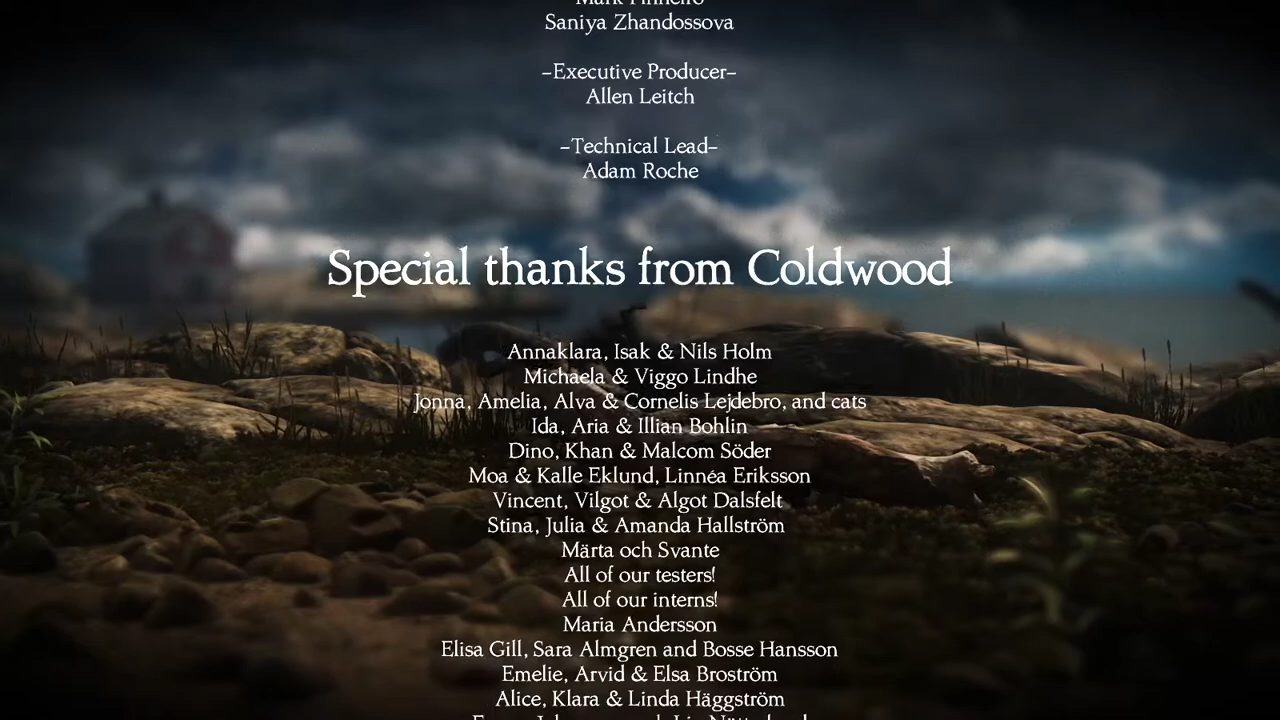 Saniya Zhandossova
–Executive Producer–
Allen Leitch
–Technical Lead–
Adam Roche
Special thanks from Coldwood
Annaklara, Isak & Nils Holm
Michaela & Viggo Lindhe
Jonna, Amelia, Alva & Cornelis Lejdebro, and cats
Ida, Aria & Illian Bohlin
Dino, Khan & Malcom Söder
Moa & Kalle Eklund, Linnéa Eriksson
Vincent, Vilgot & Algot Dalsfelt
Stina, Julia & Amanda Hallström
Märta och Svante
All of our testers!
All of our interns!
Maria Andersson
Elisa Gill, Sara Almgren and Bosse Hansson
Emelie, Arvid & Elsa Broström
Alice, Klara & Linda Häggström